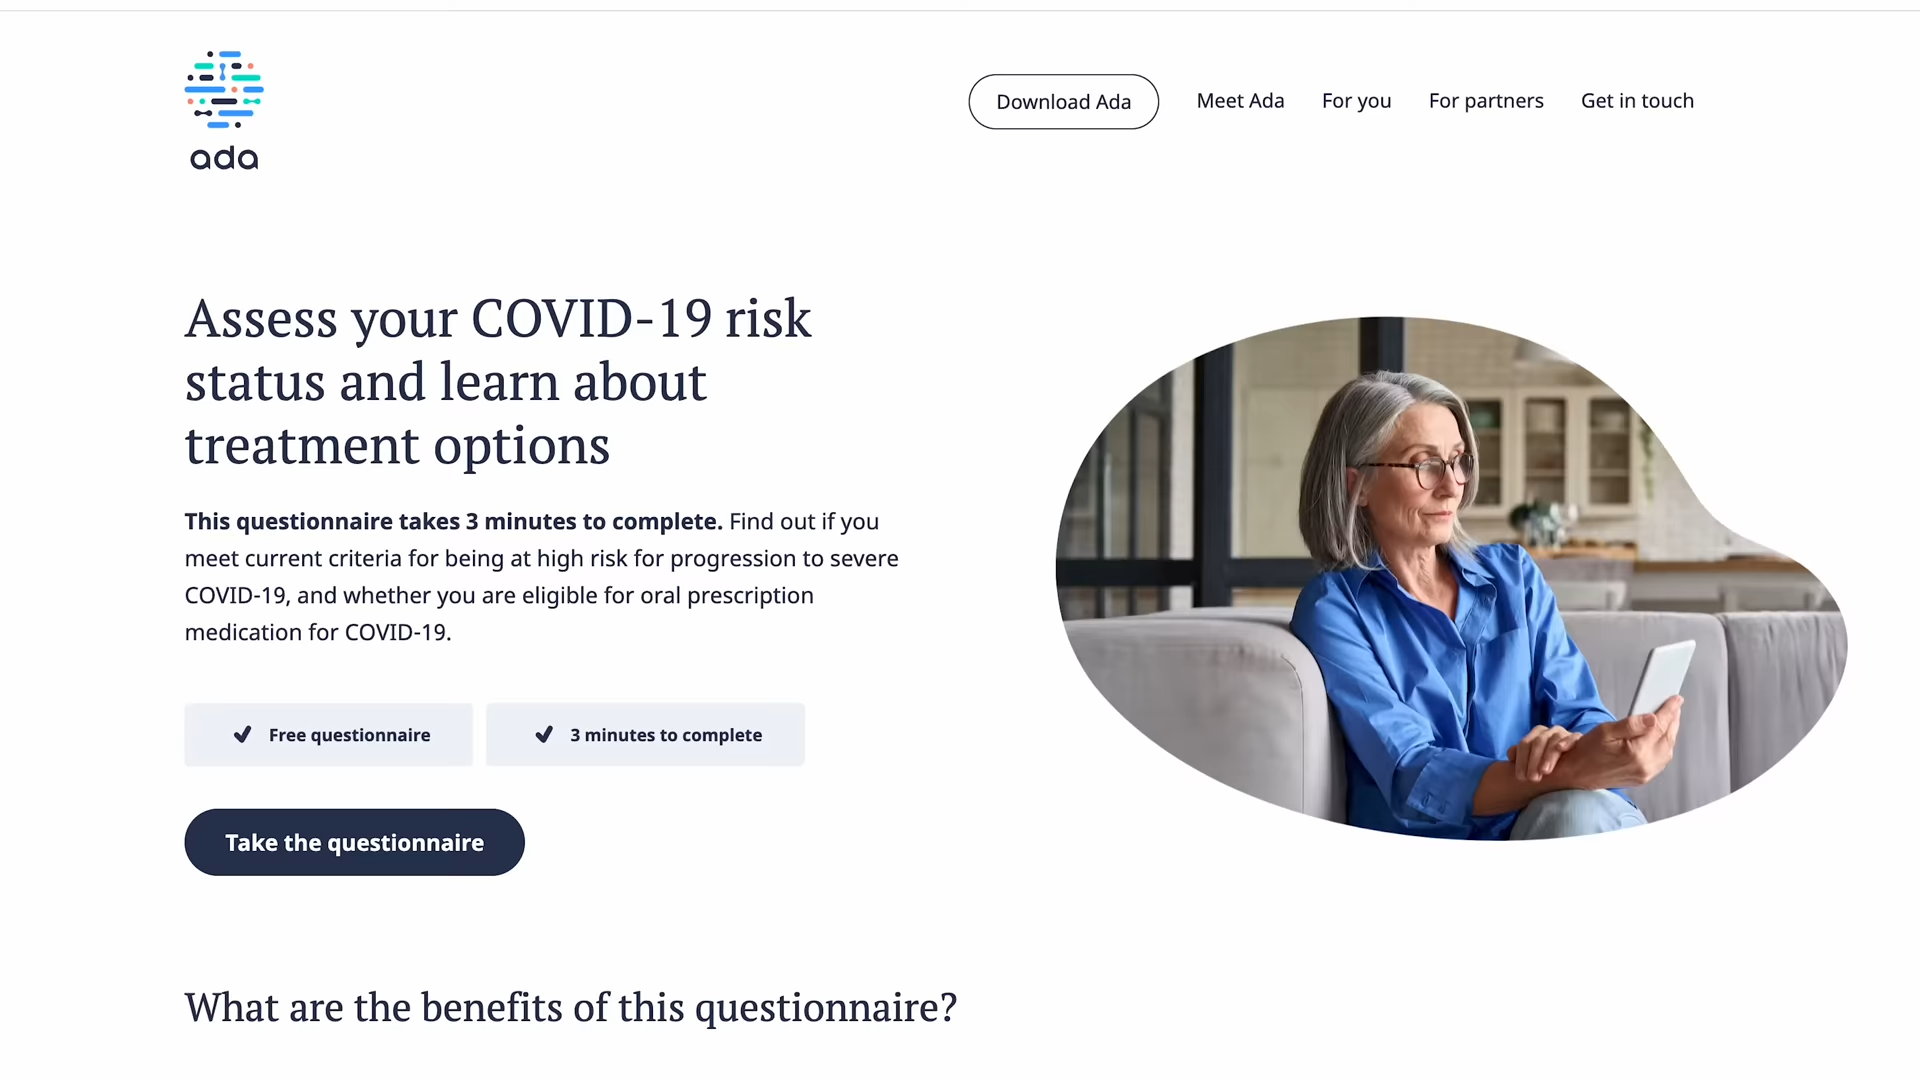 ada
Download Ada
Meet Ada
For you
For partners
Get in touch
Assess your COVID-19 risk
status and learn about
treatment options
This questionnaire takes 3 minutes to complete. Find out if you
meet current criteria for being at high risk for progression to severe
COVID-19, and whether you are eligible for oral prescription
medication for COVID-19.
Free questionnaire
3 minutes to complete
Take the questionnaire
What are the benefits of this questionnaire?